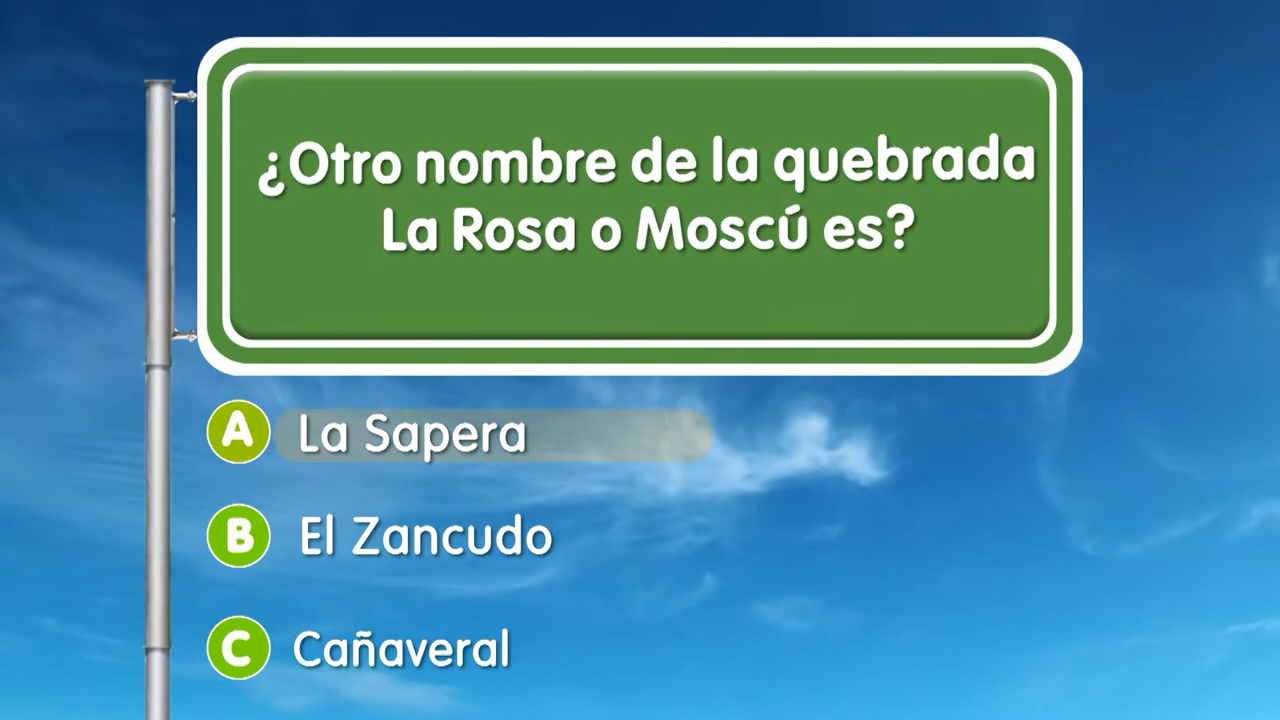 ¿Otro nombre de la quebrada
La Rosa o Moscú es?
A La Sapera
B El Zancudo
C Cañaveral